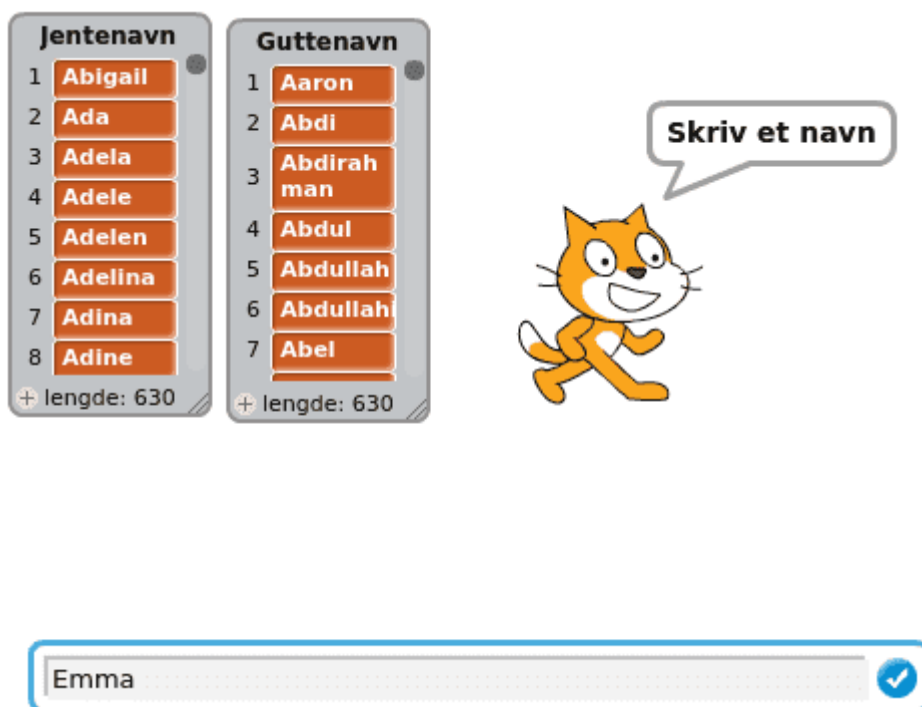 Jentenavn
1 Abigail
2 Ada
3 Adela
4 Adele
5 Adelen
6 Adelina
7 Adina
8 Adine
+ lengde: 630
Guttenavn
1 Aaron
2 Abdi
3 Abdirah
man
4 Abdul
5 Abdullah
6 Abdullahi
7 Abel
+ lengde: 630
Skriv et navn
Emma